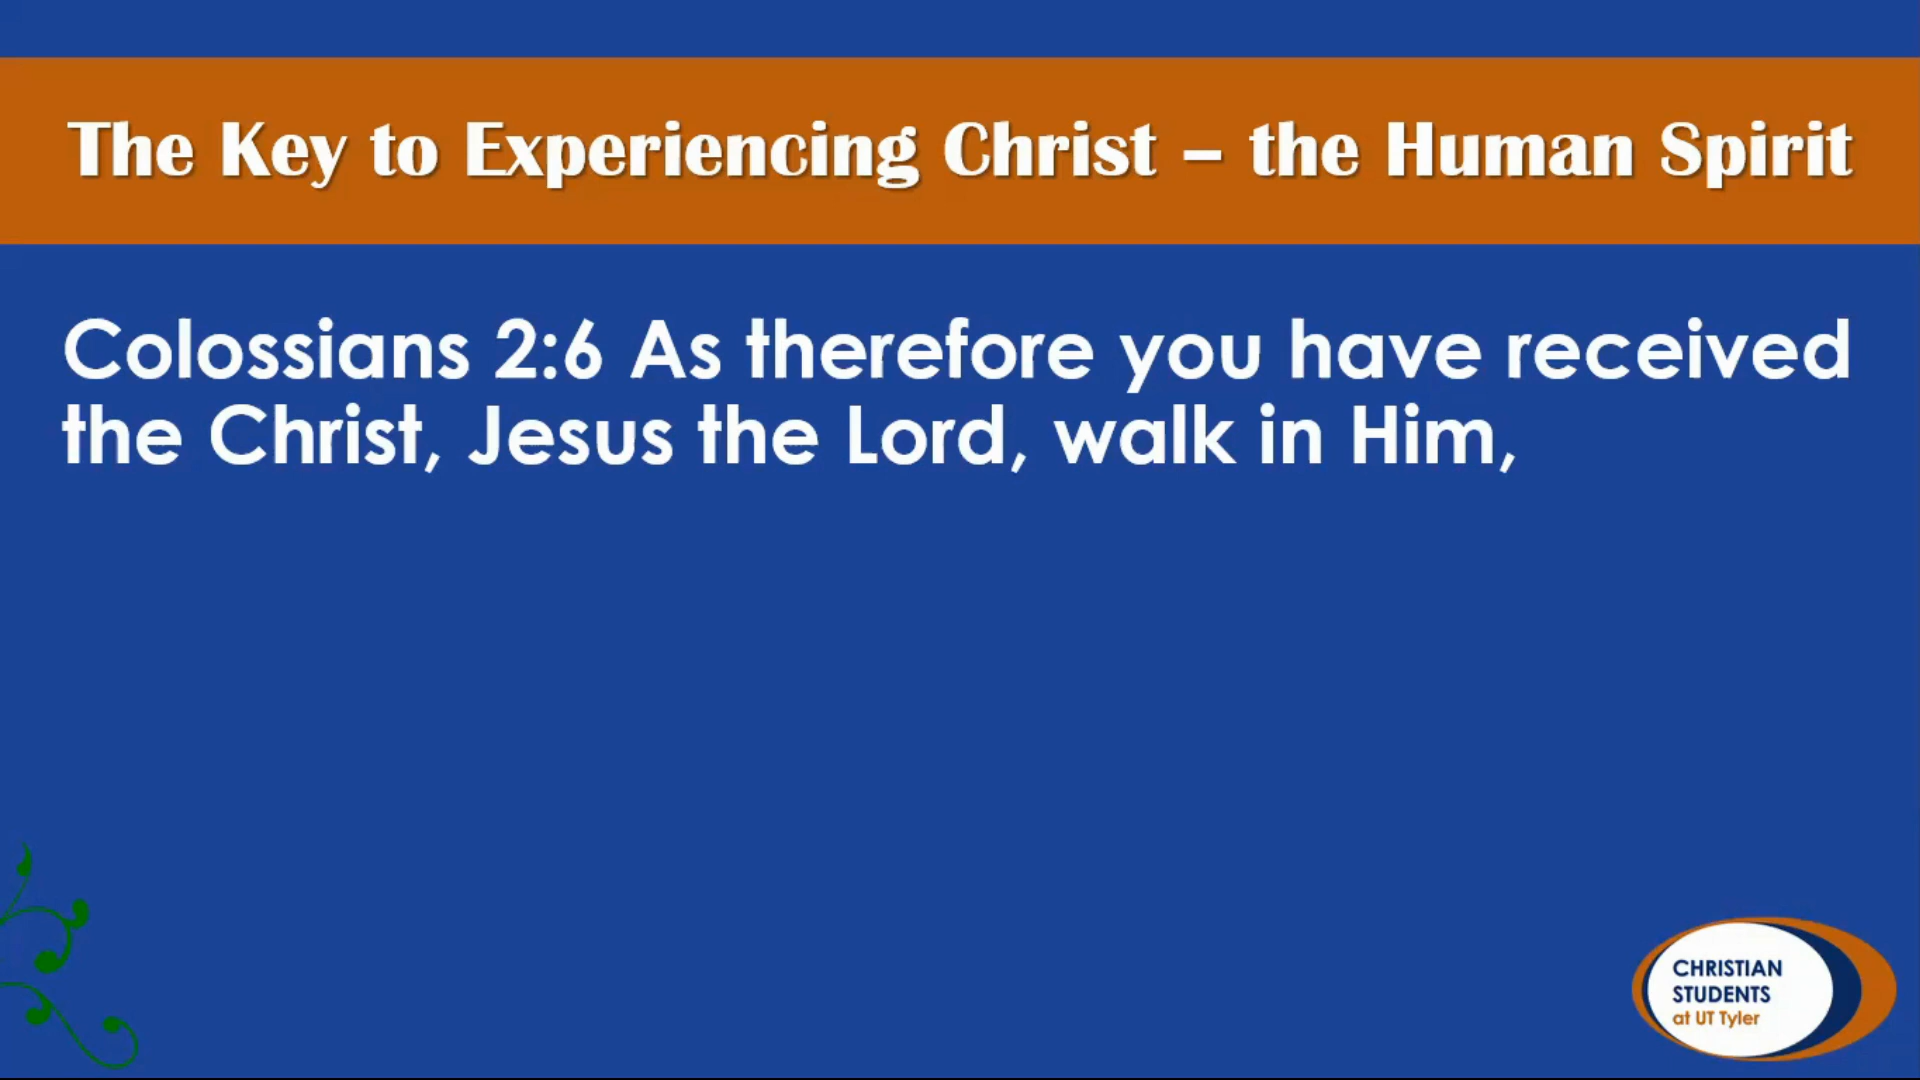 The Key to Experiencing Christ – the Human Spirit
Colossians 2:6 As therefore you have received
the Christ, Jesus the Lord, walk in Him,
CHRISTIAN
STUDENTS
at UT Tyler